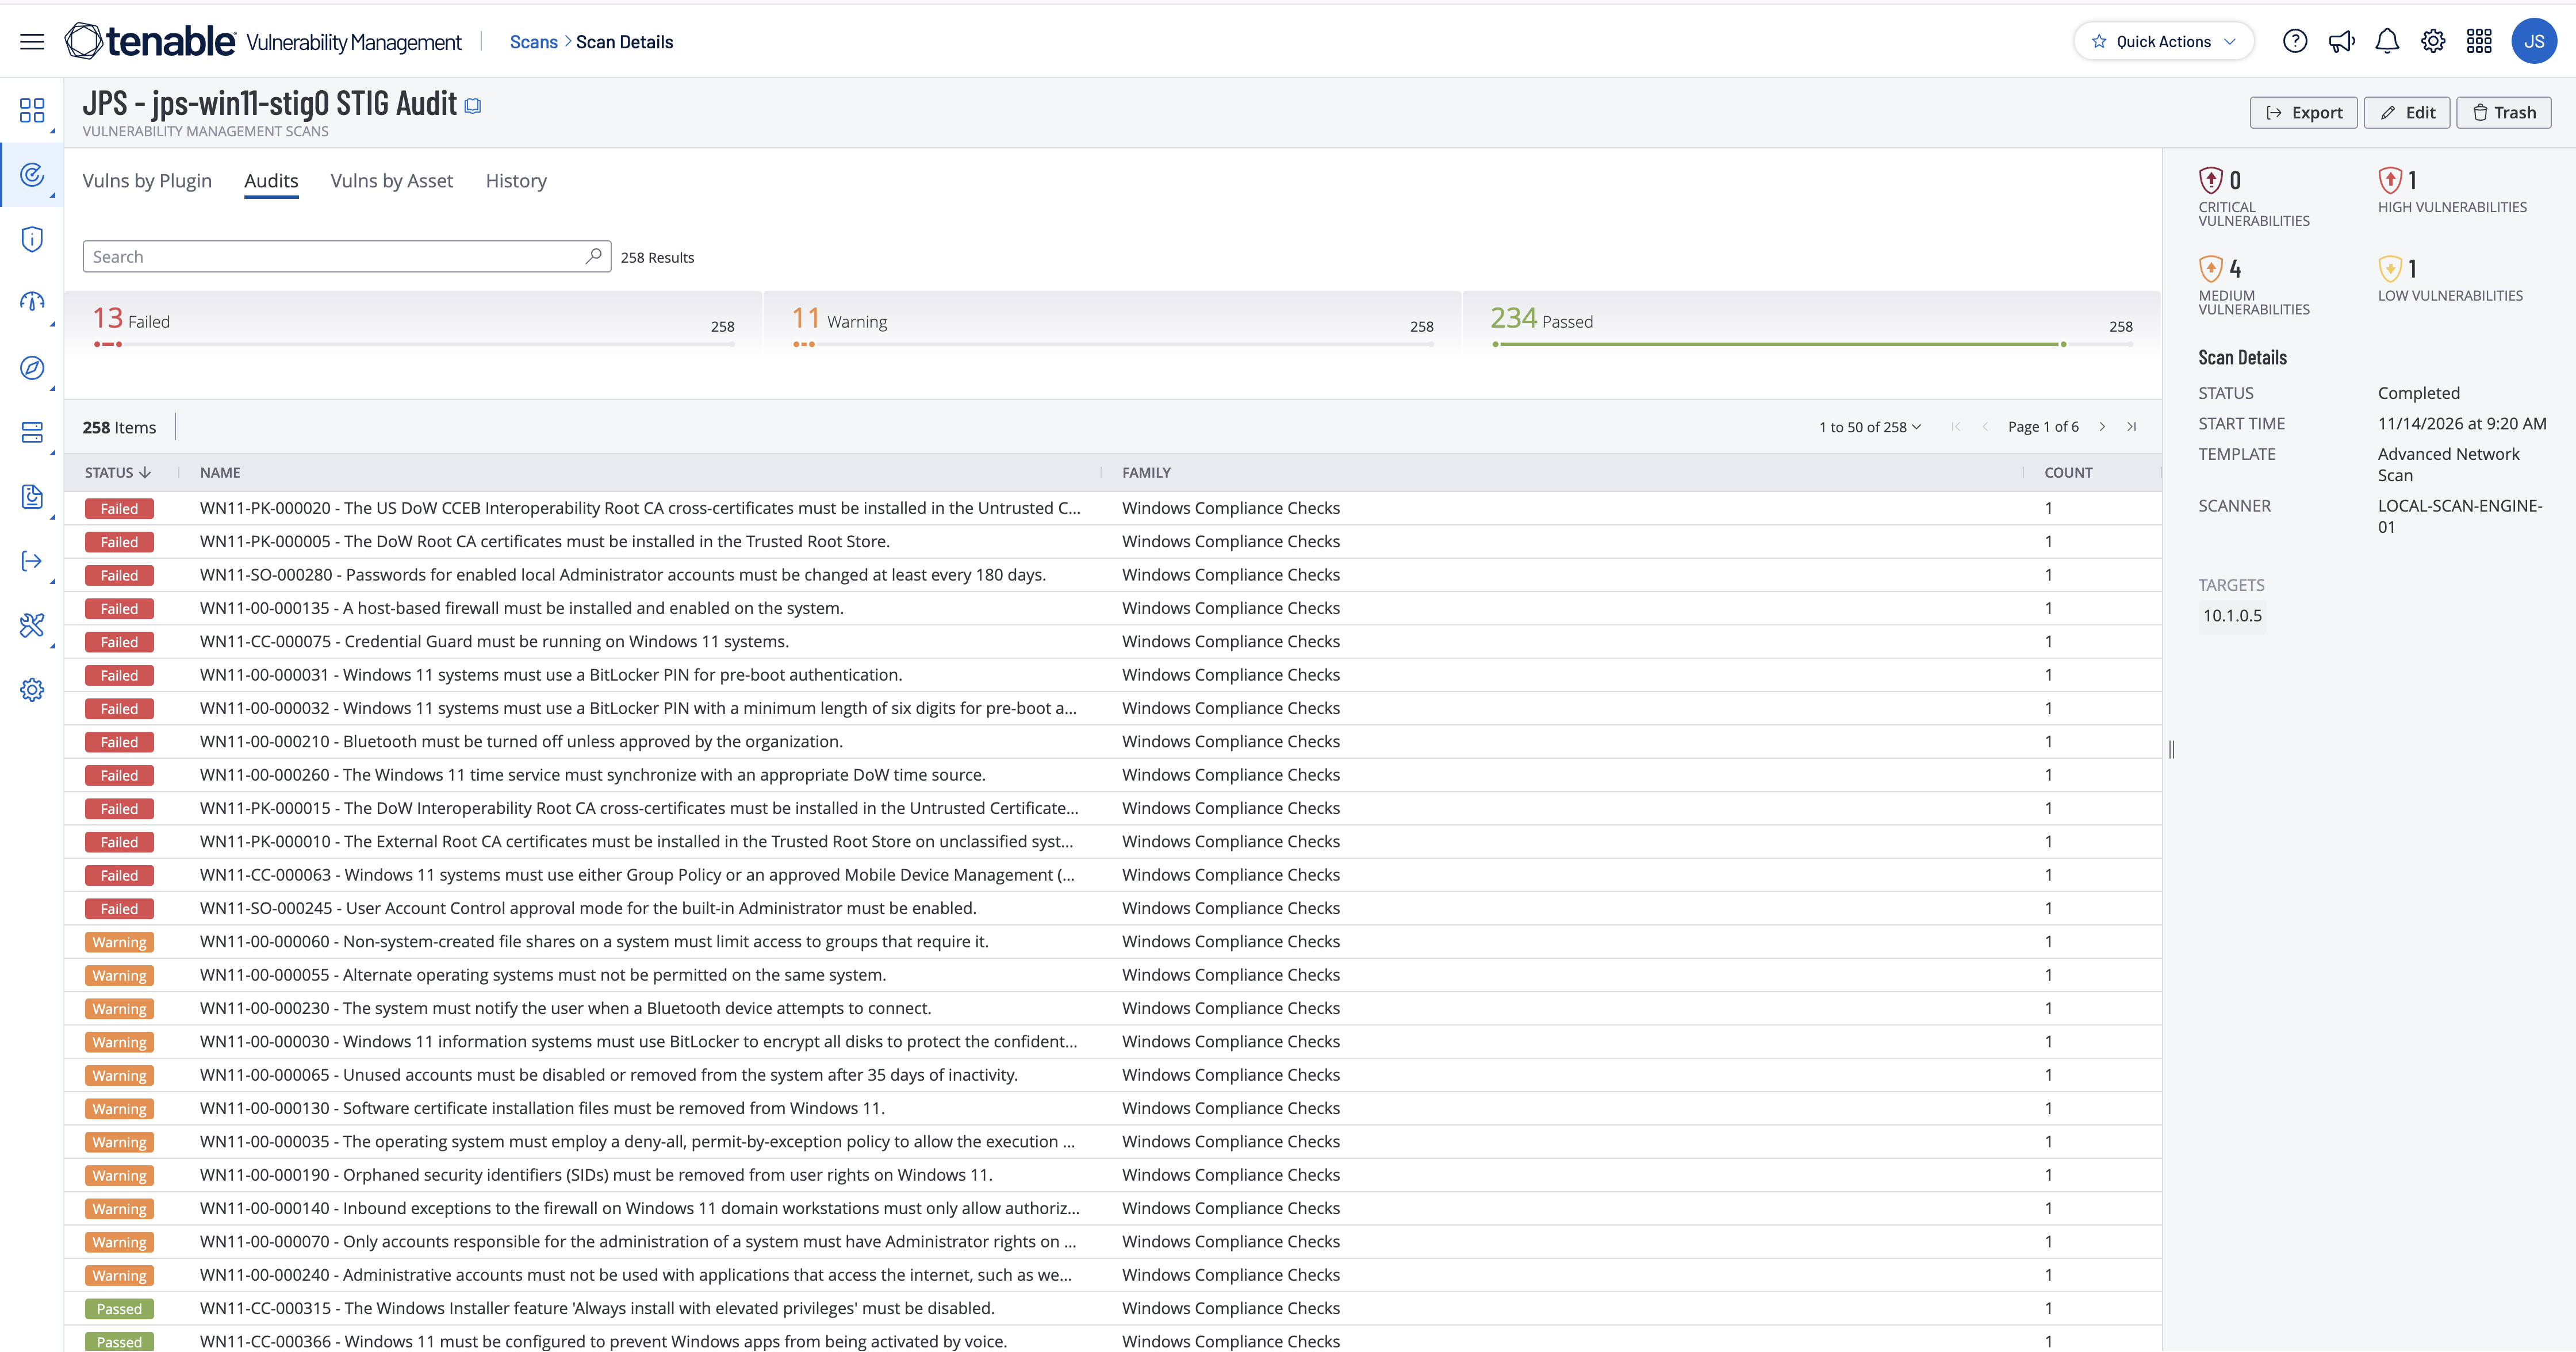 tenable Vulnerability Management Scans > Scan Details Quick Actions JS
JPS - jps-win11-stig0 STIG Audit
VULNERABILITY MANAGEMENT SCANS
Export Edit Trash
Vulns by Plugin Audits Vulns by Asset History
Search 258 Results
13 Failed 258
11 Warning 258
234 Passed 258
258 Items 1 to 50 of 258 Page 1 of 6
STATUS NAME FAMILY COUNT
Failed WN11-PK-000020 - The US DoW CCEB Interoperability Root CA cross-certificates must be installed in the Untrusted C... Windows Compliance Checks 1
Failed WN11-PK-000005 - The DoW Root CA certificates must be installed in the Trusted Root Store. Windows Compliance Checks 1
Failed WN11-SO-000280 - Passwords for enabled local Administrator accounts must be changed at least every 180 days. Windows Compliance Checks 1
Failed WN11-00-000135 - A host-based firewall must be installed and enabled on the system. Windows Compliance Checks 1
Failed WN11-CC-000075 - Credential Guard must be running on Windows 11 systems. Windows Compliance Checks 1
Failed WN11-00-000031 - Windows 11 systems must use a BitLocker PIN for pre-boot authentication. Windows Compliance Checks 1
Failed WN11-00-000032 - Windows 11 systems must use a BitLocker PIN with a minimum length of six digits for pre-boot a... Windows Compliance Checks 1
Failed WN11-00-000210 - Bluetooth must be turned off unless approved by the organization. Windows Compliance Checks 1
Failed WN11-00-000260 - The Windows 11 time service must synchronize with an appropriate DoW time source. Windows Compliance Checks 1
Failed WN11-PK-000015 - The DoW Interoperability Root CA cross-certificates must be installed in the Untrusted Certificate... Windows Compliance Checks 1
Failed WN11-PK-000010 - The External Root CA certificates must be installed in the Trusted Root Store on unclassified syst... Windows Compliance Checks 1
Failed WN11-CC-000063 - Windows 11 systems must use either Group Policy or an approved Mobile Device Management (... Windows Compliance Checks 1
Failed WN11-SO-000245 - User Account Control approval mode for the built-in Administrator must be enabled. Windows Compliance Checks 1
Warning WN11-00-000060 - Non-system-created file shares on a system must limit access to groups that require it. Windows Compliance Checks 1
Warning WN11-00-000055 - Alternate operating systems must not be permitted on the same system. Windows Compliance Checks 1
Warning WN11-00-000230 - The system must notify the user when a Bluetooth device attempts to connect. Windows Compliance Checks 1
Warning WN11-00-000030 - Windows 11 information systems must use BitLocker to encrypt all disks to protect the confident... Windows Compliance Checks 1
Warning WN11-00-000065 - Unused accounts must be disabled or removed from the system after 35 days of inactivity. Windows Compliance Checks 1
Warning WN11-00-000130 - Software certificate installation files must be removed from Windows 11. Windows Compliance Checks 1
Warning WN11-00-000035 - The operating system must employ a deny-all, permit-by-exception policy to allow the execution ... Windows Compliance Checks 1
Warning WN11-00-000190 - Orphaned security identifiers (SIDs) must be removed from user rights on Windows 11. Windows Compliance Checks 1
Warning WN11-00-000140 - Inbound exceptions to the firewall on Windows 11 domain workstations must only allow authoriz... Windows Compliance Checks 1
Warning WN11-00-000070 - Only accounts responsible for the administration of a system must have Administrator rights on ... Windows Compliance Checks 1
Warning WN11-00-000240 - Administrative accounts must not be used with applications that access the internet, such as we... Windows Compliance Checks 1
Passed WN11-CC-000315 - The Windows Installer feature 'Always install with elevated privileges' must be disabled. Windows Compliance Checks 1
Passed WN11-CC-000366 - Windows 11 must be configured to prevent Windows apps from being activated by voice. Windows Compliance Checks 1
0 CRITICAL VULNERABILITIES
1 HIGH VULNERABILITIES
4 MEDIUM VULNERABILITIES
1 LOW VULNERABILITIES
Scan Details
STATUS Completed
START TIME 11/14/2026 at 9:20 AM
TEMPLATE Advanced Network
Scan
SCANNER LOCAL-SCAN-ENGINE-
01
TARGETS
10.1.0.5